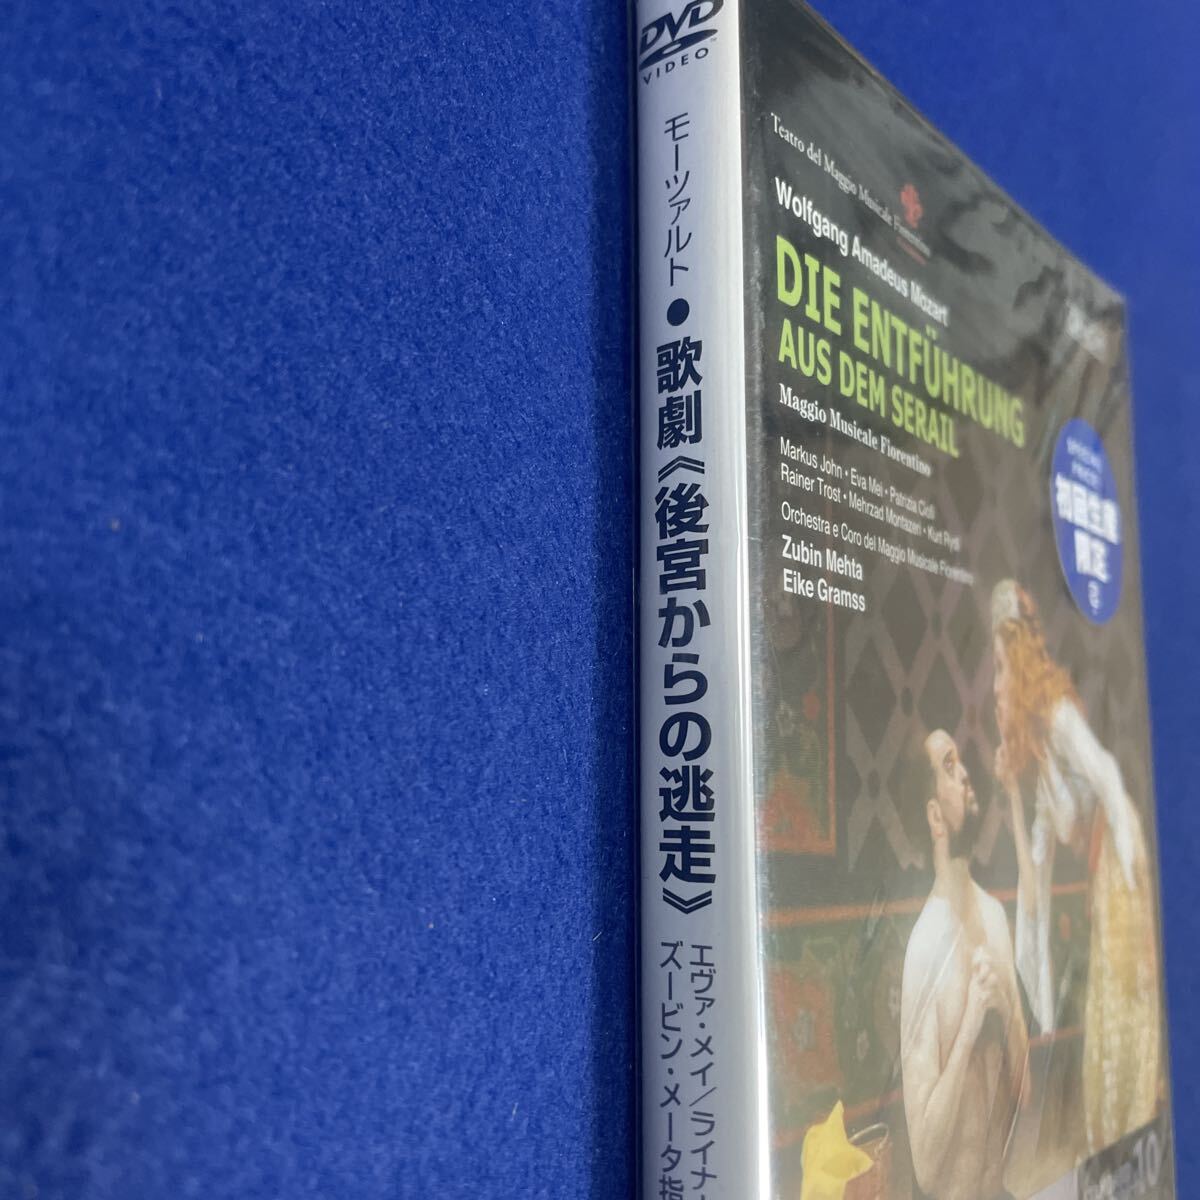 DVD
VIDEO
モーツァルト●歌劇《後宮からの逃走》
エヴァ・メイ/ライナー
ズービン・メータ指
Teatro del Maggio Musicale Fiorentino
Wolfgang Amadeus Mozart
DIE ENTFÜHRUNG
AUS DEM SERAIL
Maggio Musicale Fiorentino
Markus John • Eva Mei • Patrizia Ciofi
Rainer Trost • Mehrzad Montazeri • Kurt Rydl
Orchestra e Coro del Maggio Musicale Fiorentino
Zubin Mehta
Eike Gramss
初回生産
限定
10